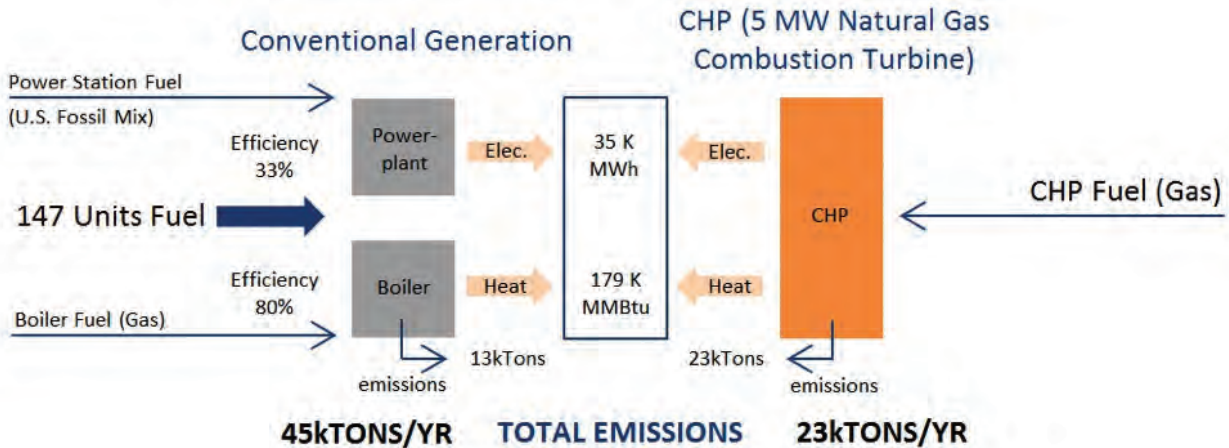 Conventional Generation
CHP (5 MW Natural Gas
Combustion Turbine)
Power Station Fuel
(U.S. Fossil Mix)
Efficiency
33%
Power-
plant
Elec.
35 K
MWh
Elec.
147 Units Fuel
CHP
CHP Fuel (Gas)
Efficiency
80%
Boiler
Heat
179 K
MMBtu
Heat
Boiler Fuel (Gas)
13kTons
23kTons
emissions
emissions
45kTONS/YR
TOTAL EMISSIONS
23kTONS/YR